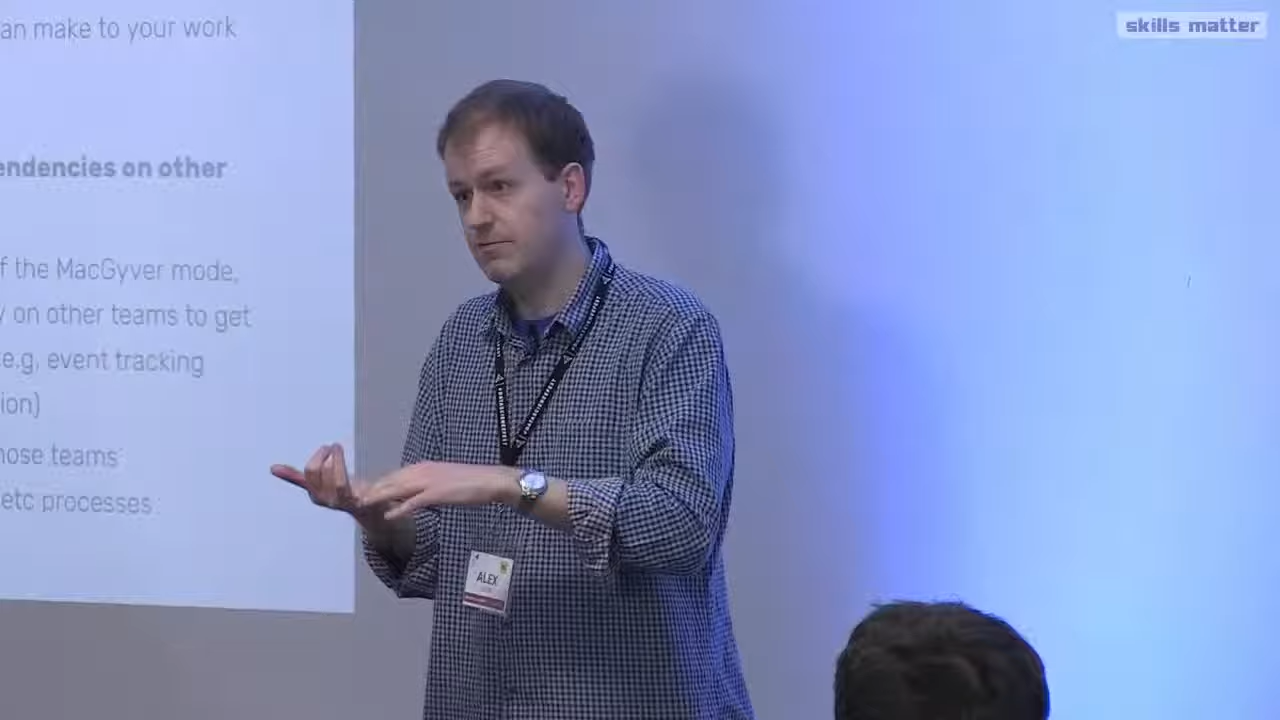 skills matter
an make to your work
endencies on other
f the MacGyver mode,
y on other teams to get
e.g, event tracking
ion)
hose teams
etc processes
ALEX